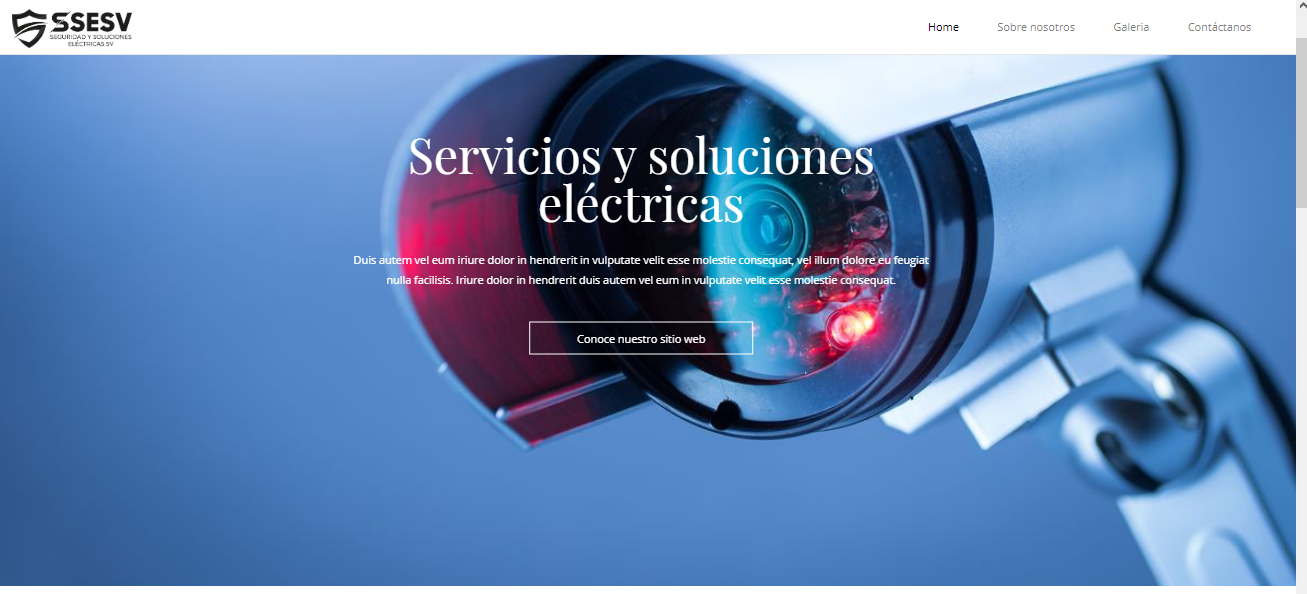 SSESV
SEGURIDAD Y SOLUCIONES
ELÉCTRICAS SV
Home
Sobre nosotros
Galeria
Contáctanos
Servicios y soluciones
eléctricas
Duis autem vel eum iriure dolor in hendrerit in vulputate velit esse molestie consequat, vel illum dolore eu feugiat
nulla facilisis. Iriure dolor in hendrerit duis autem vel eum in vulputate velit esse molestie consequat.
Conoce nuestro sitio web